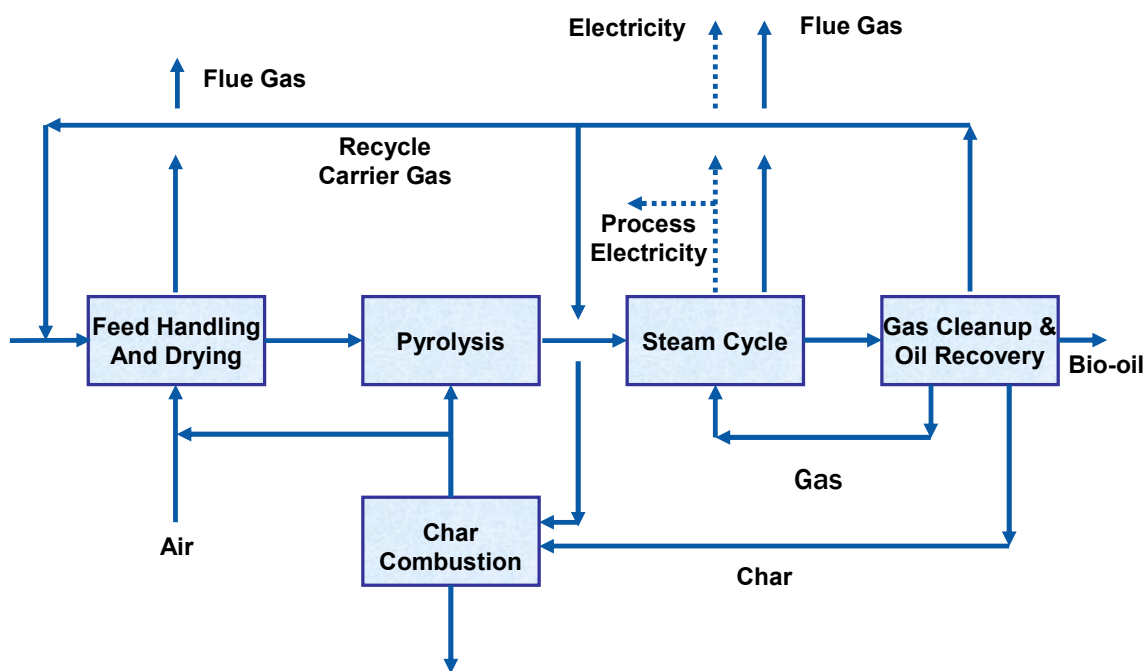 Electricity
Flue Gas
Flue Gas
Recycle
Carrier Gas
Process
Electricity
Feed Handling
And Drying
Pyrolysis
Steam Cycle
Gas Cleanup &
Oil Recovery
Bio-oil
Gas
Air
Char
Combustion
Char